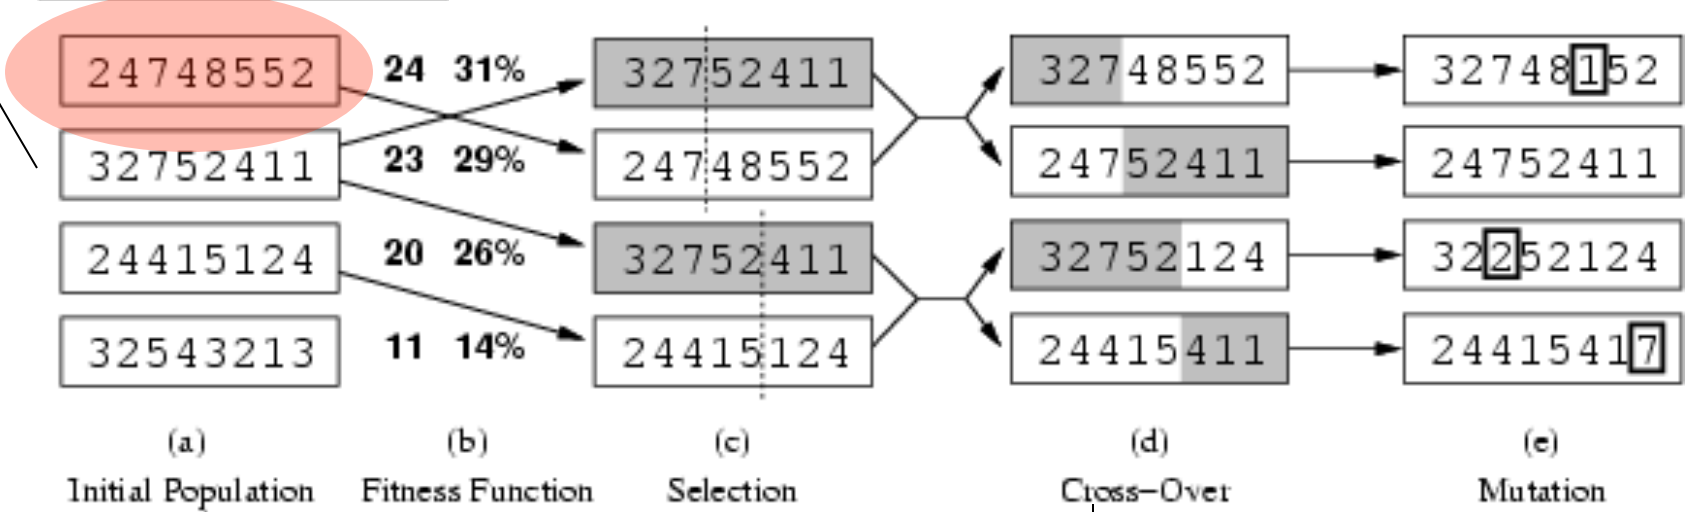 24748552 24 31% 32752411 32748552 32748152
32752411 23 29% 24748552 24752411 24752411
24415124 20 26% 32752411 32752124 32252124
32543213 11 14% 24415124 24415411 24415417
(a) (b) (c) (d) (e)
Initial Population Fitness Function Selection Cross–Over Mutation